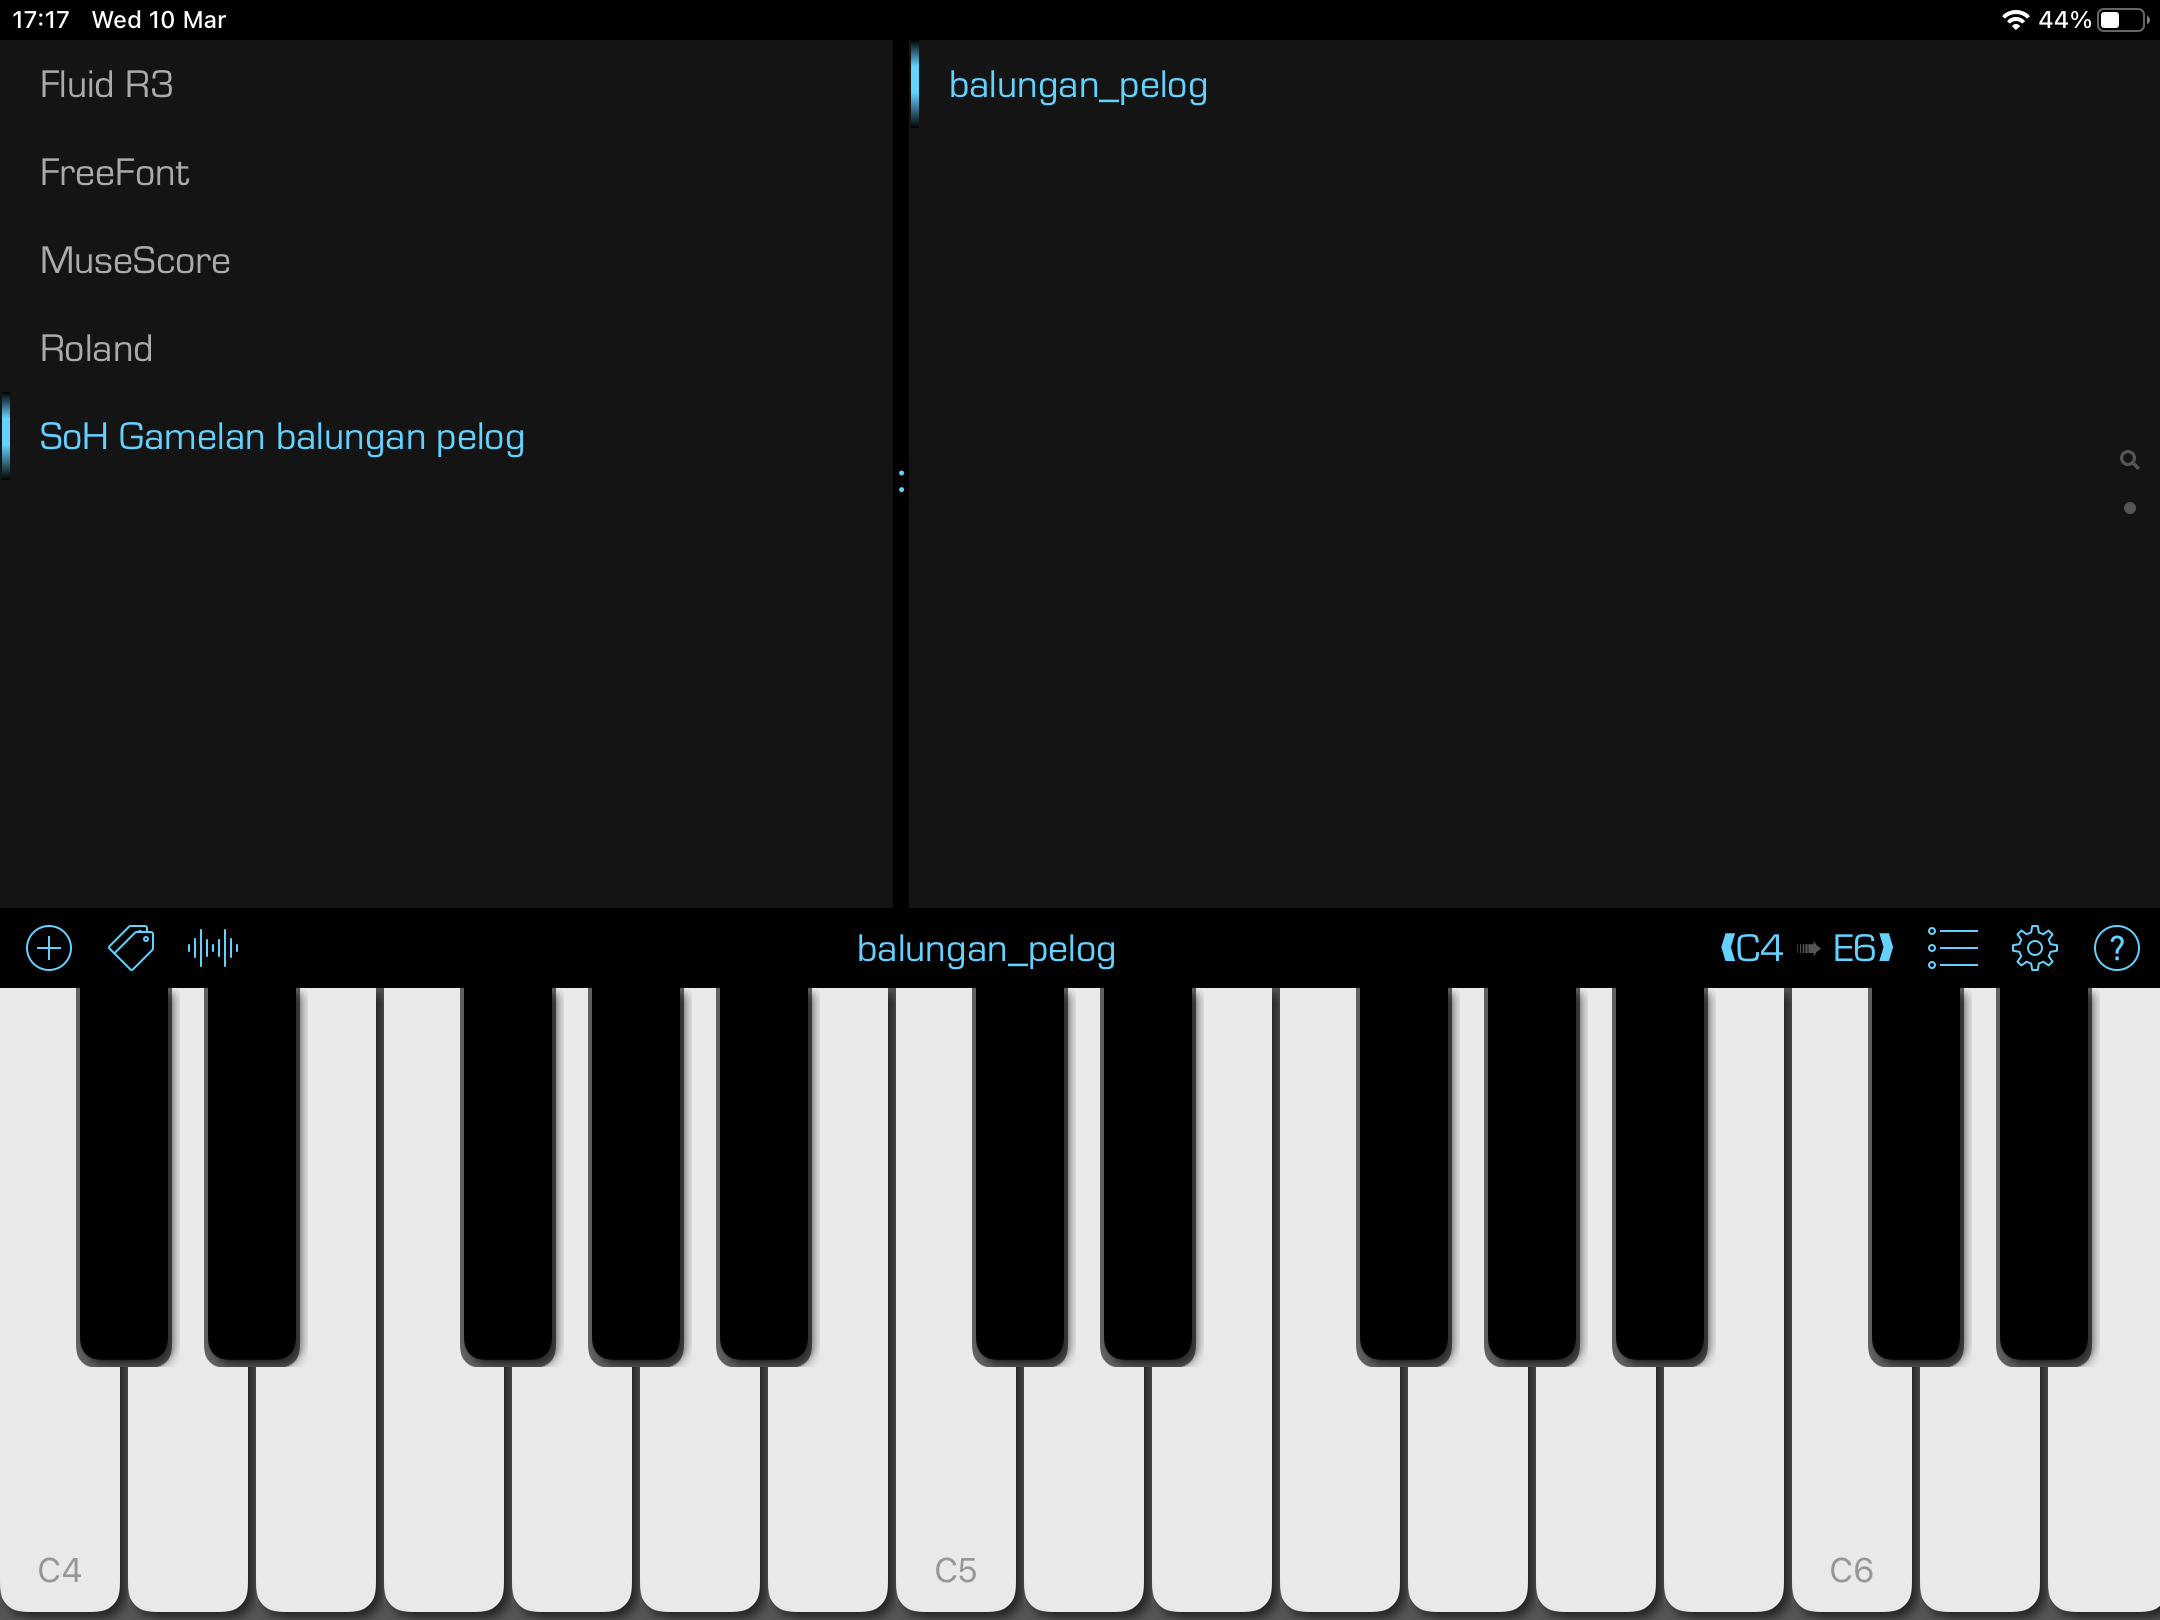 17:17 Wed 10 Mar 44%
Fluid R3
FreeFont
MuseScore
Roland
SoH Gamelan balungan pelog
balungan_pelog
balungan_pelog
C4 ➠ E6
?
C4
C5
C6